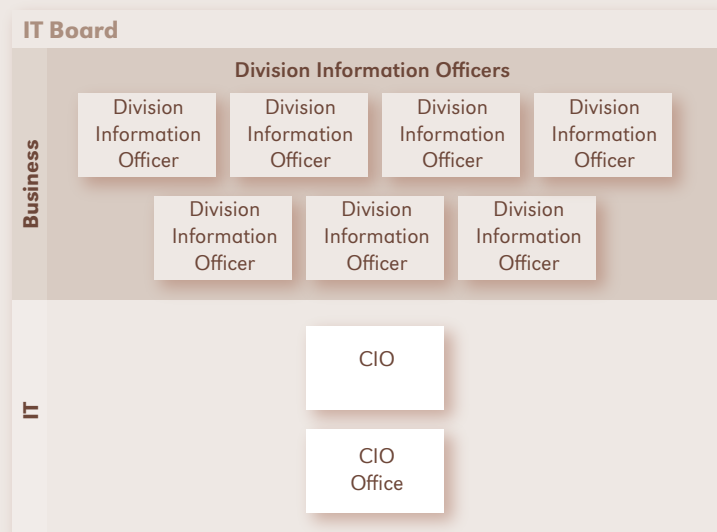 IT Board
Business
Division Information Officers
Division
Information
Officer
Division
Information
Officer
Division
Information
Officer
Division
Information
Officer
Division
Information
Officer
Division
Information
Officer
Division
Information
Officer
IT
CIO
CIO
Office